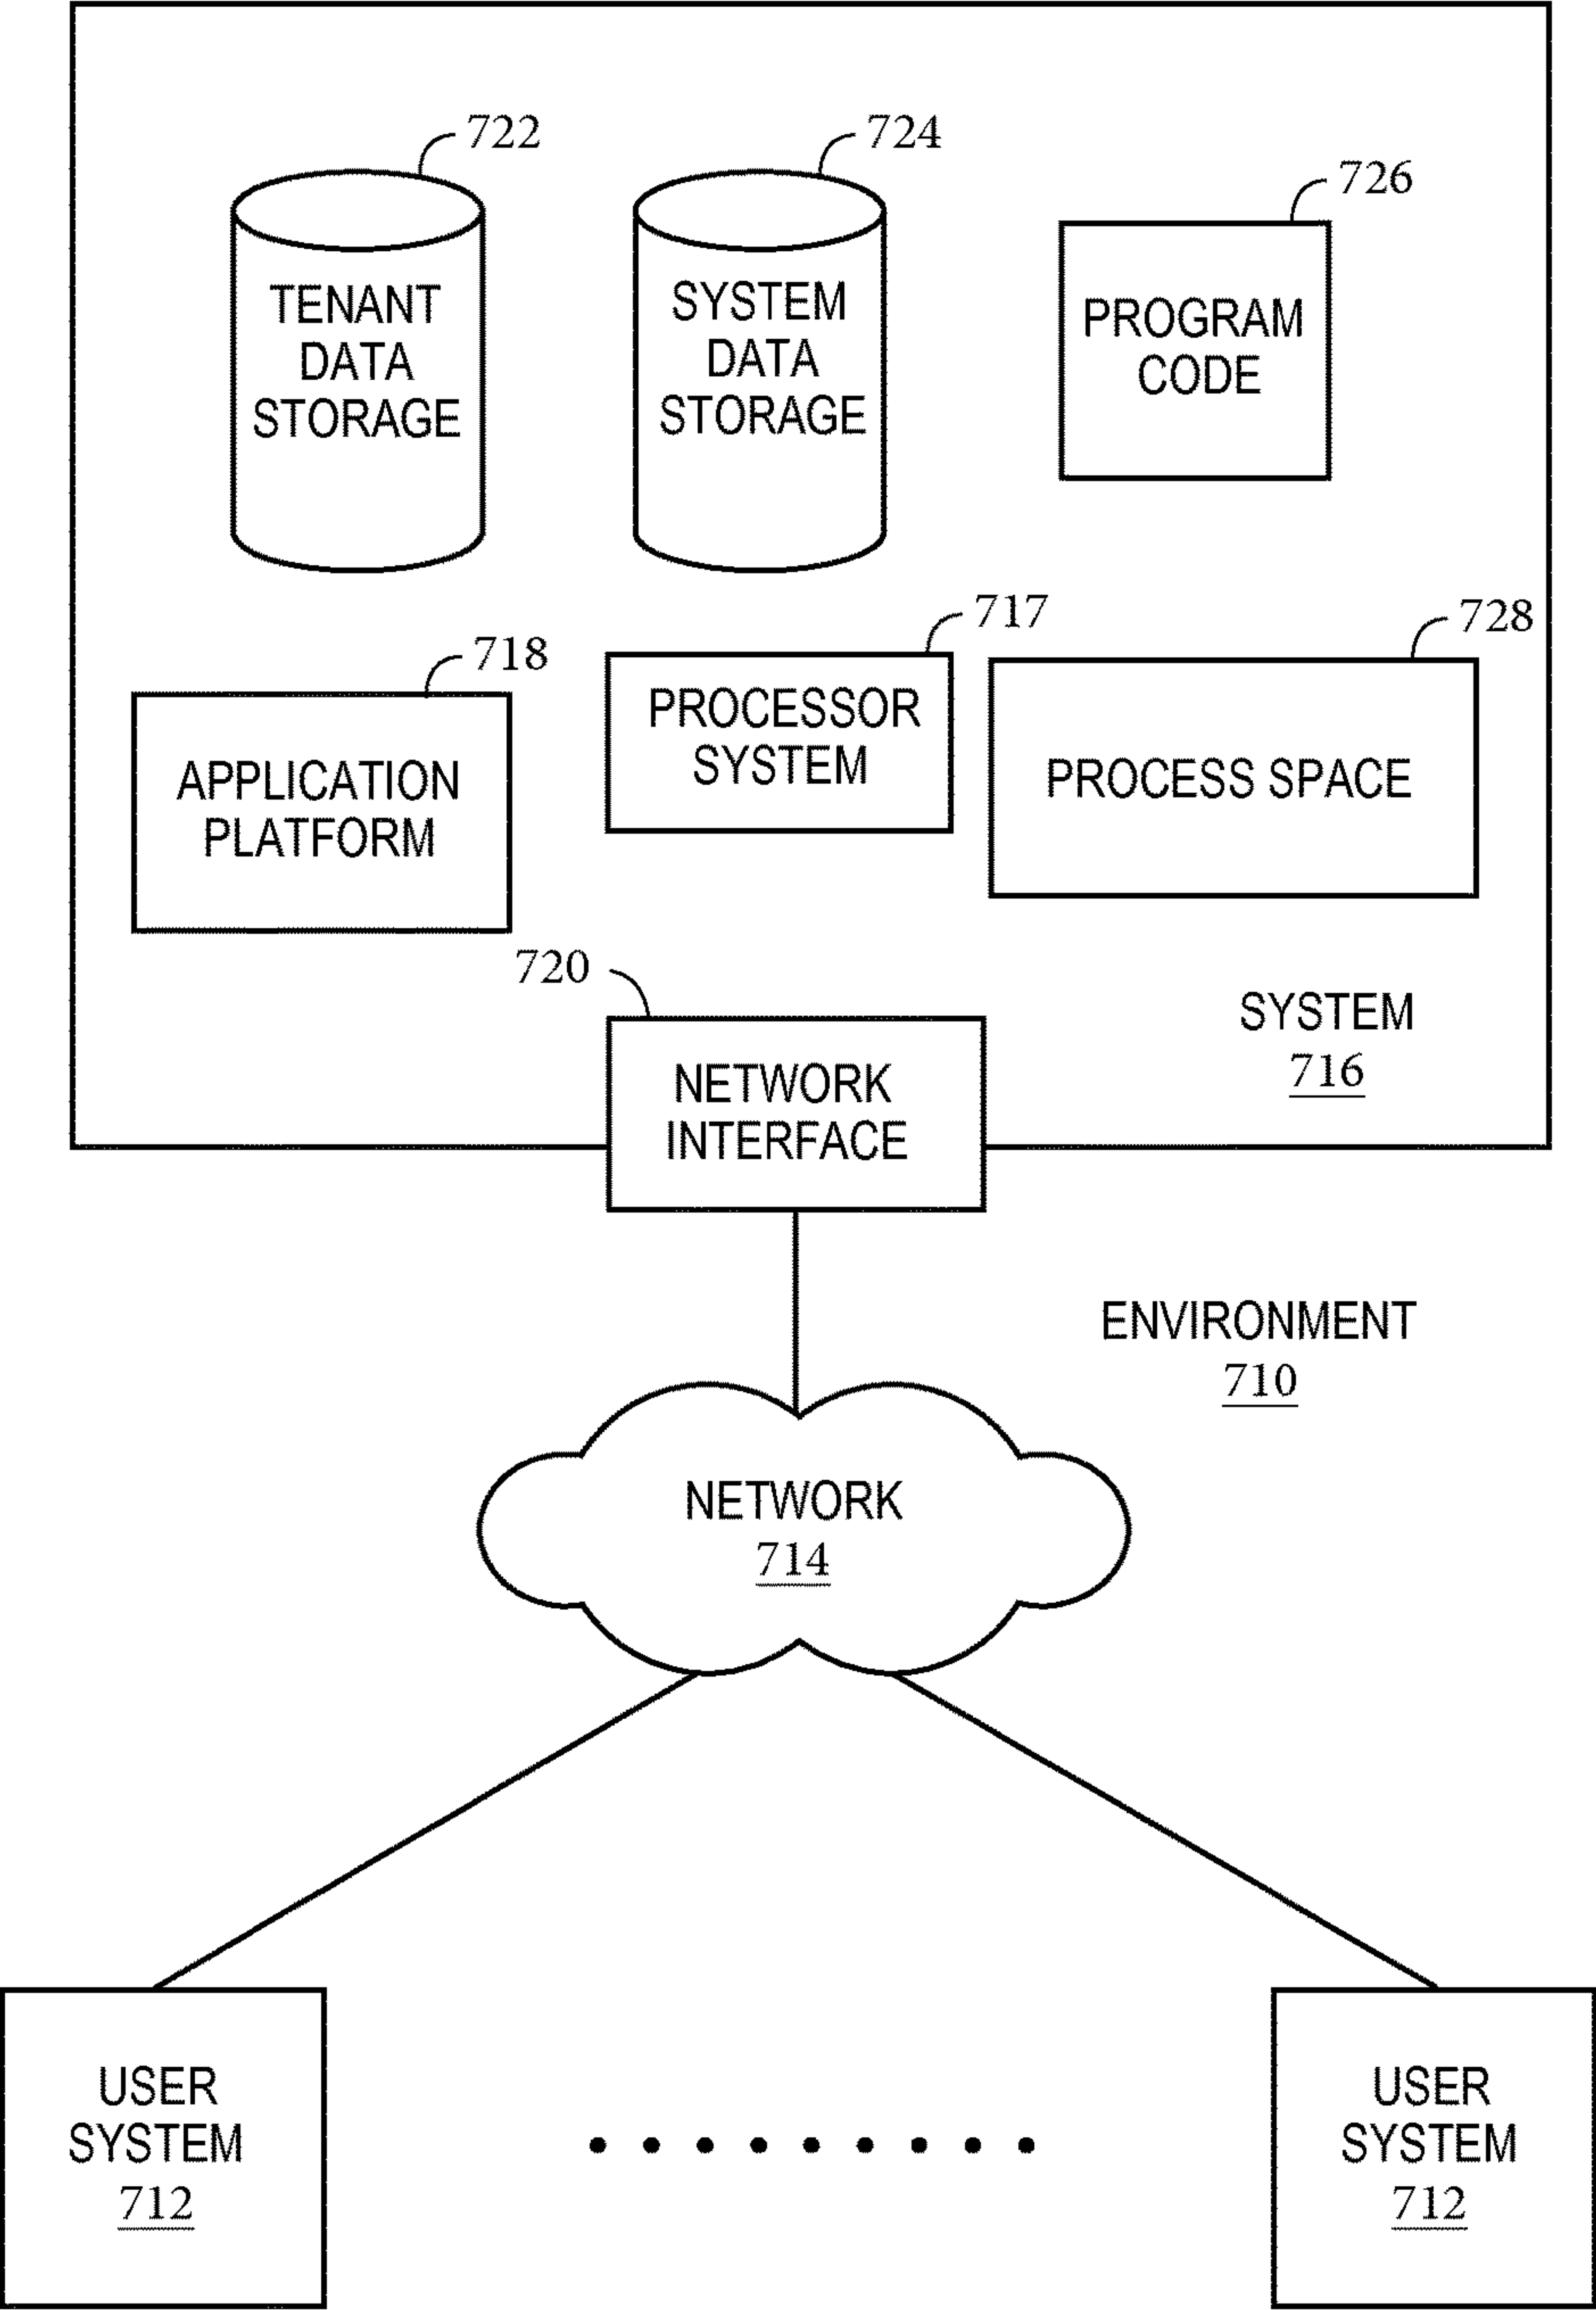 722
724
726
TENANT
DATA
STORAGE
SYSTEM
DATA
STORAGE
PROGRAM
CODE
718
717
728
APPLICATION
PLATFORM
PROCESSOR
SYSTEM
PROCESS SPACE
720
NETWORK
INTERFACE
SYSTEM
716
ENVIRONMENT
710
NETWORK
714
USER
SYSTEM
712
USER
SYSTEM
712